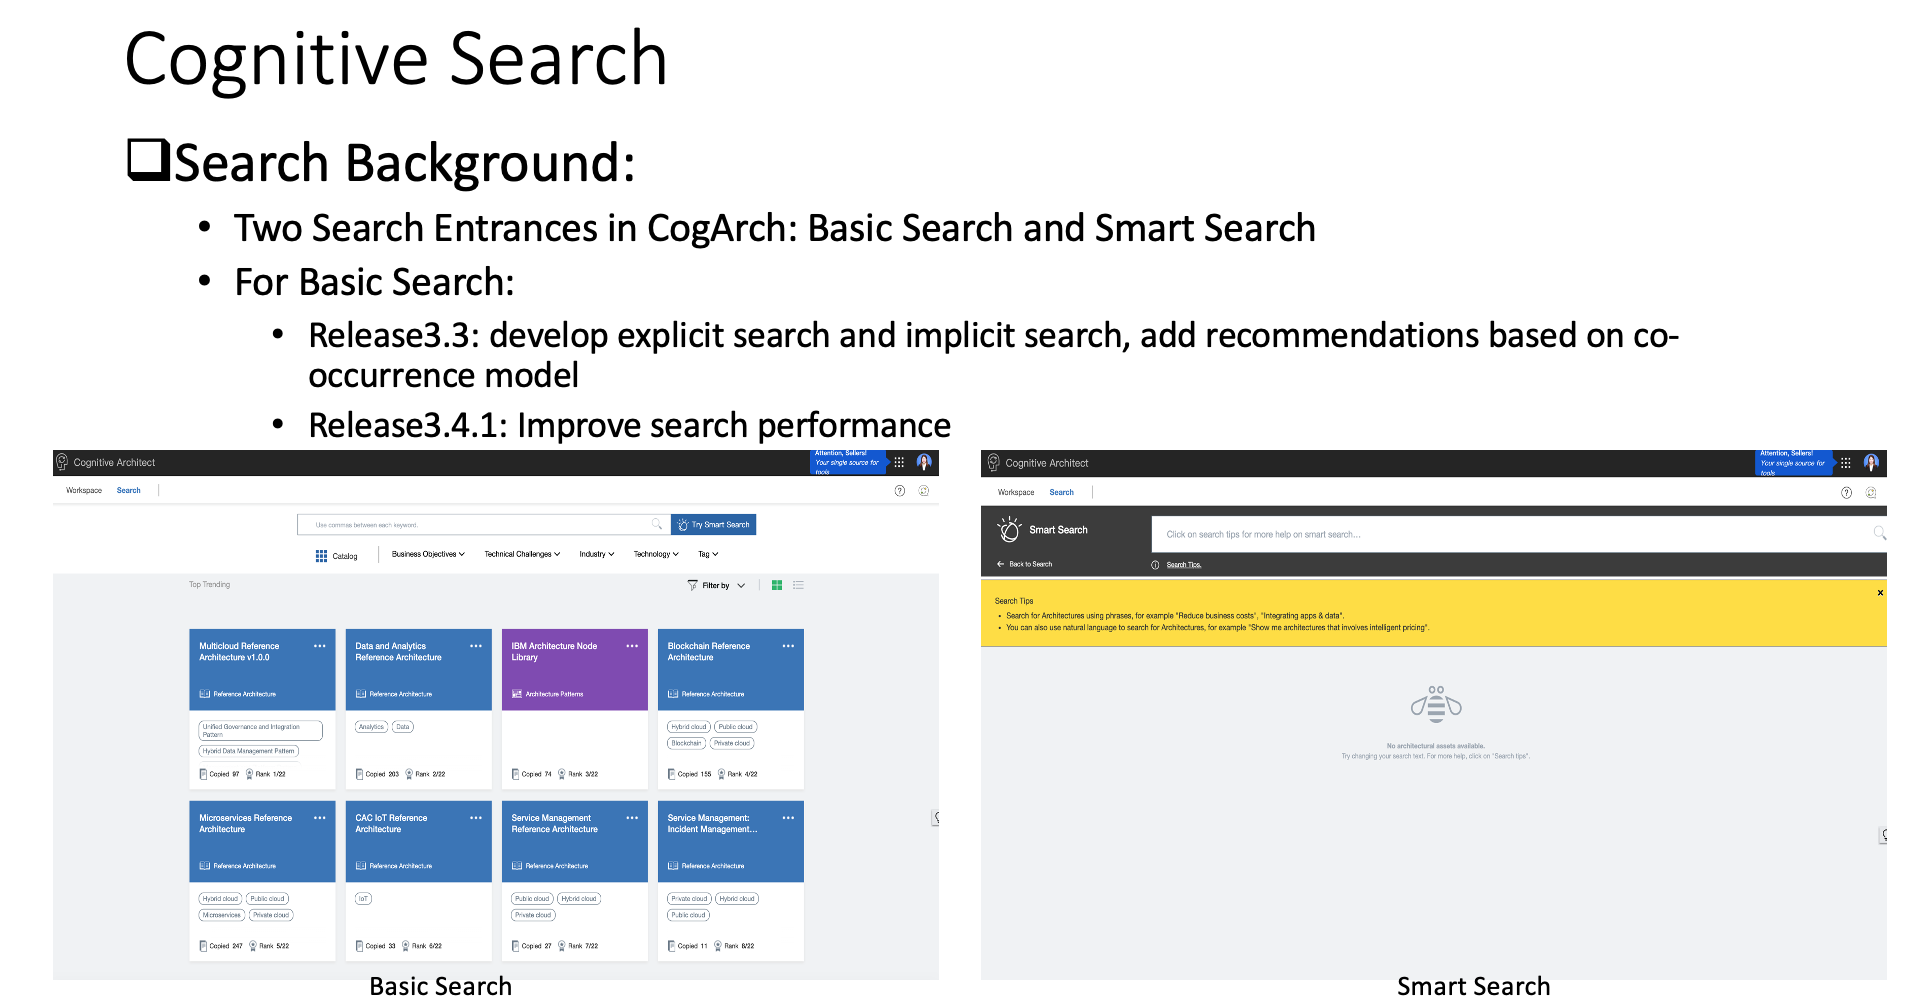 Cognitive Search
Search Background:
• Two Search Entrances in CogArch: Basic Search and Smart Search
• For Basic Search:
• Release3.3: develop explicit search and implicit search, add recommendations based on co-
occurrence model
• Release3.4.1: Improve search performance
Cognitive Architect
Attention, Sellers!
Your single source for
tools
Workspace Search
Use commas between each keyword.
Try Smart Search
Catalog Business Objectives Technical Challenges Industry Technology Tag
Top Trending
Filter by
Multicloud Reference
Architecture v1.0.0
Reference Architecture
Unified Governance and Integration
Pattern
Hybrid Data Management Pattern
Copied 97 Rank 1/22
Data and Analytics
Reference Architecture
Reference Architecture
Analytics Data
Copied 203 Rank 2/22
IBM Architecture Node
Library
Architecture Patterns
Copied 74 Rank 3/22
Blockchain Reference
Architecture
Reference Architecture
Hybrid cloud Public cloud
Blockchain Private cloud
Copied 155 Rank 4/22
Microservices Reference
Architecture
Reference Architecture
Hybrid cloud Public cloud
Microservices Private cloud
Copied 247 Rank 5/22
CAC IoT Reference
Architecture
Reference Architecture
IoT
Copied 33 Rank 6/22
Service Management
Reference Architecture
Reference Architecture
Public cloud Hybrid cloud
Private cloud
Copied 27 Rank 7/22
Service Management:
Incident Management...
Reference Architecture
Private cloud Hybrid cloud
Public cloud
Copied 11 Rank 8/22
Basic Search
Cognitive Architect
Attention, Sellers!
Your single source for
tools
Workspace Search
Smart Search
Click on search tips for more help on smart search...
Back to Search
Search Tips.
Search Tips
• Search for Architectures using phrases, for example "Reduce business costs", "Integrating apps & data".
• You can also use natural language to search for Architectures, for example "Show me architectures that involves intelligent pricing".
No architectural assets available.
Try changing your search text. For more help, click on "Search tips".
Smart Search